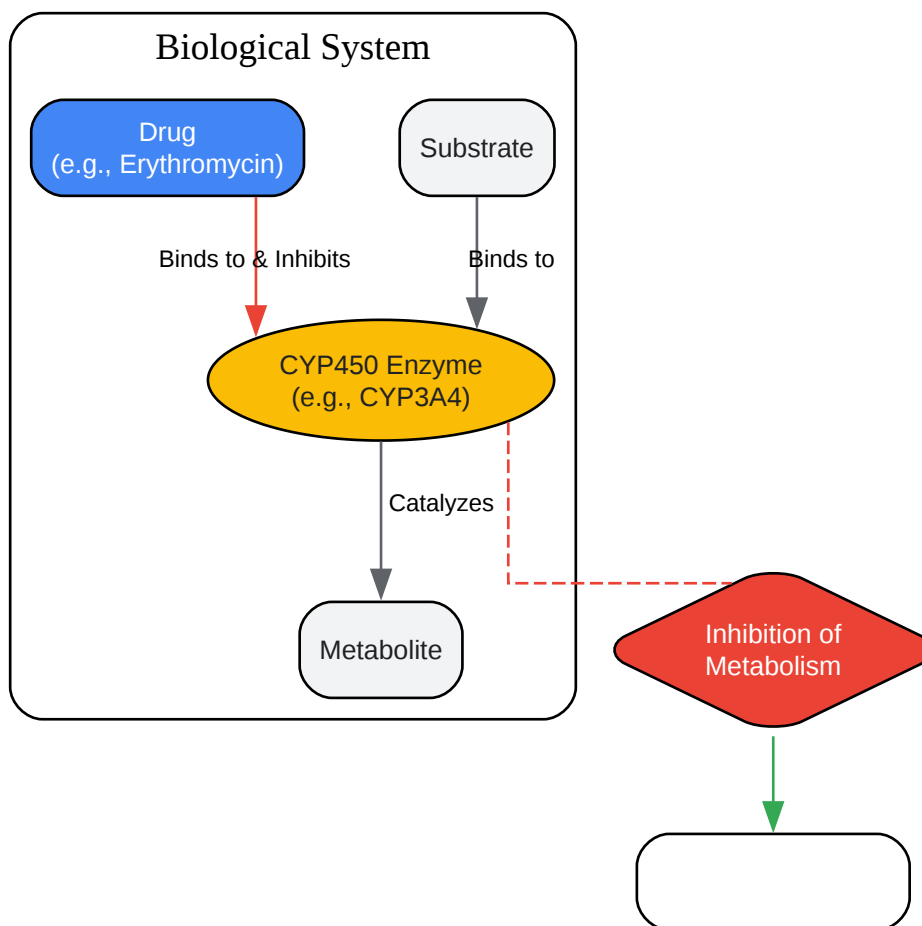 Biological System
Drug
(e.g., Erythromycin)
Substrate
Binds to & Inhibits
Binds to
CYP450 Enzyme
(e.g., CYP3A4)
Catalyzes
Metabolite
Inhibition of
Metabolism